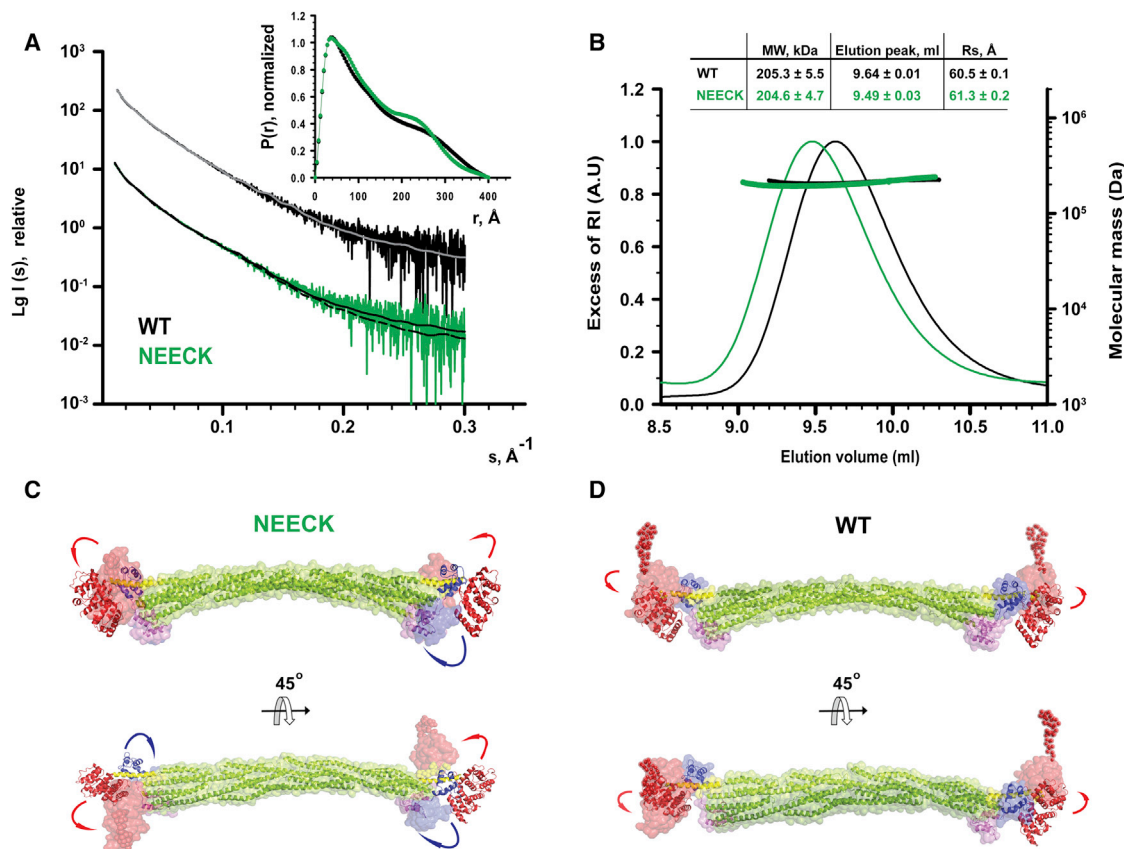 A
10³
10²
10¹
10⁰
10⁻¹
10⁻²
10⁻³
Lg I (s), relative
0.1
0.2
0.3
s, Å⁻¹
WT
NEECK
1.2
1.0
0.8
0.6
0.4
0.2
0.0
P(r), normalized
0
100
200
300
400
r, Å
B
MW, kDa Elution peak, ml Rs, Å
WT 205.3 ± 5.5 9.64 ± 0.01 60.5 ± 0.1
NEECK 204.6 ± 4.7 9.49 ± 0.03 61.3 ± 0.2
1.2
1.0
0.8
0.6
0.4
0.2
0.0
Excess of RI (A.U)
10⁶
10⁵
10⁴
10³
Molecular mass (Da)
8.5 9.0 9.5 10.0 10.5 11.0
Elution volume (ml)
C
NEECK
45°
D
WT
45°